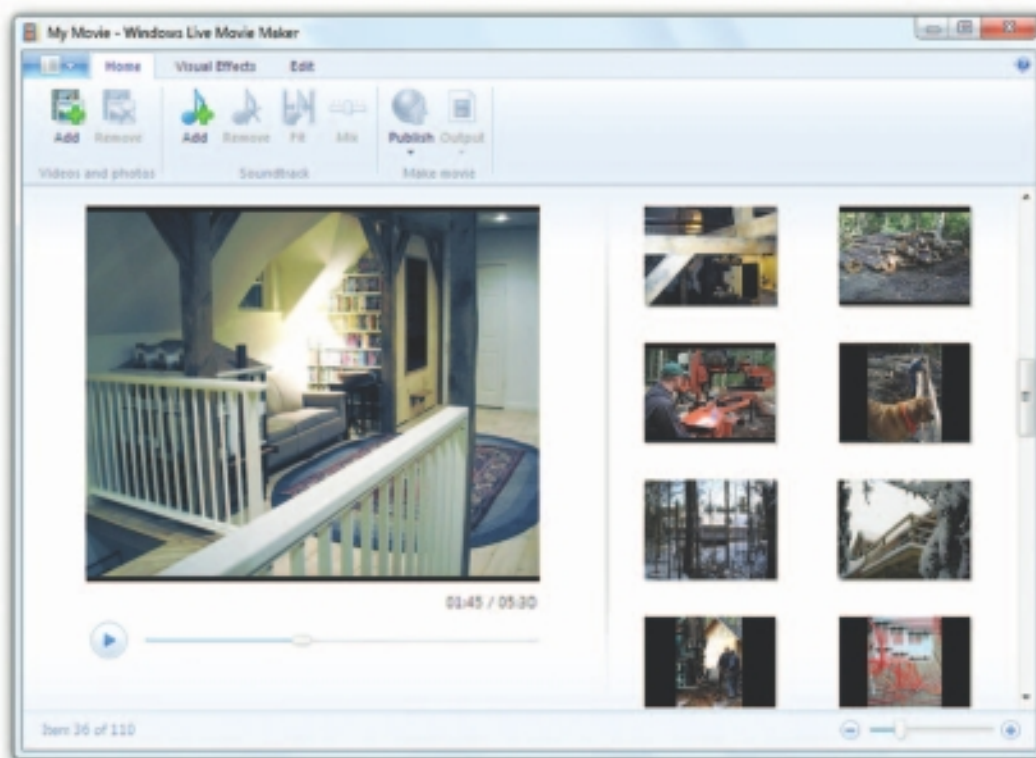 My Movie - Windows Live Movie Maker
Home Visual Effects Edit
Add Remove Add Remove Fit Mix Publish Output
Videos and photos Soundtrack Make movie
01:45 / 05:30
Item 36 of 110